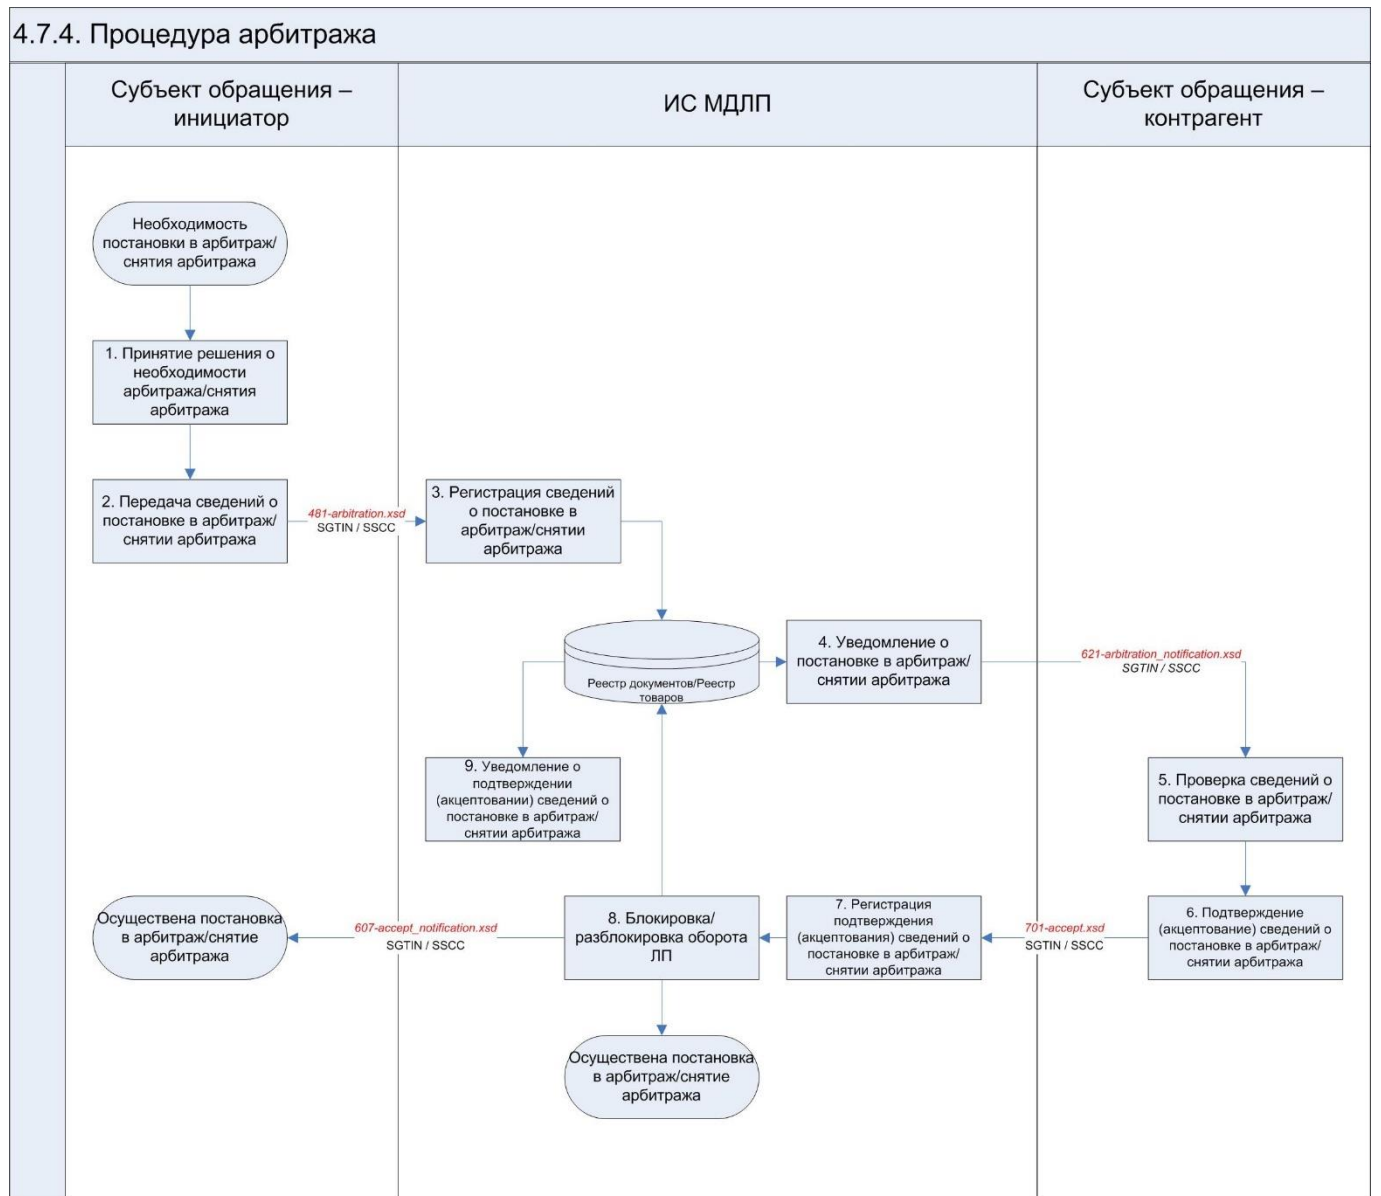 4.7.4. Процедура арбитража
Субъект обращения –
инициатор
ИС МДЛП
Субъект обращения –
контрагент
Необходимость
постановки в арбитраж/
снятия арбитража
1. Принятие решения о
необходимости
арбитража/снятия
арбитража
2. Передача сведений о
постановке в арбитраж/
снятии арбитража
481-arbitration.xsd
SGTIN / SSCC
3. Регистрация сведений
о постановке в
арбитраж/снятии
арбитража
Реестр документов/Реестр
товаров
4. Уведомление о
постановке в арбитраж/
снятии арбитража
621-arbitration_notification.xsd
SGTIN / SSCC
5. Проверка сведений о
постановке в арбитраж/
снятии арбитража
9. Уведомление о
подтверждении
(акцептовании) сведений о
постановке в арбитраж/
снятии арбитража
6. Подтверждение
(акцептование) сведений о
постановке в арбитраж/
снятии арбитража
701-accept.xsd
SGTIN / SSCC
7. Регистрация
подтверждения
(акцептования) сведений о
постановке в арбитраж/
снятии арбитража
8. Блокировка/
разблокировка оборота
ЛП
607-accept_notification.xsd
SGTIN / SSCC
Осуществена постановка
в арбитраж/снятие
арбитража
Осуществена постановка
в арбитраж/снятие
арбитража